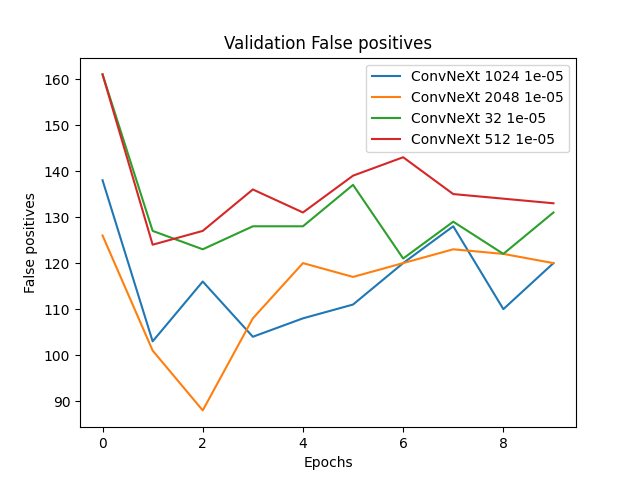 Validation False positives
ConvNeXt 1024 1e-05
ConvNeXt 2048 1e-05
ConvNeXt 32 1e-05
ConvNeXt 512 1e-05
False positives
160
150
140
130
120
110
100
90
0 2 4 6 8
Epochs